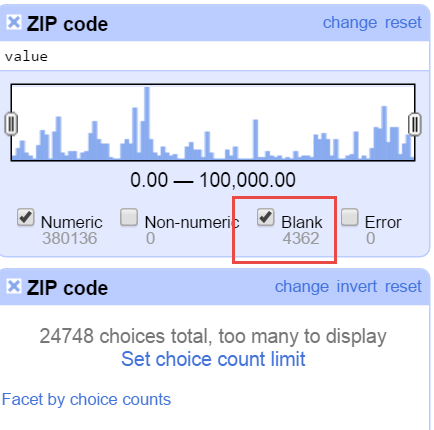 ZIP code change reset
value
0.00 — 100,000.00
Numeric Non-numeric Blank Error
380136 0 4362 0
ZIP code change invert reset
24748 choices total, too many to display
Set choice count limit
Facet by choice counts